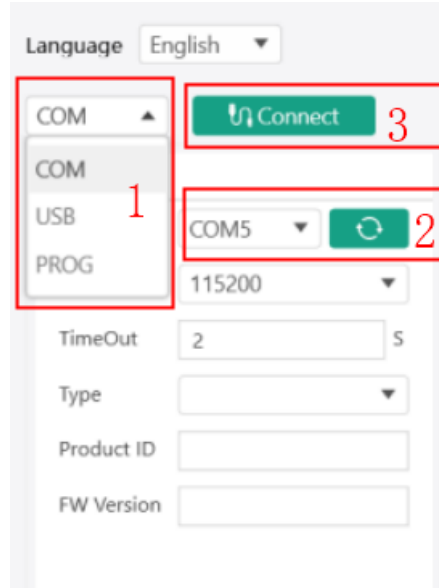 Language English
COM Connect 3
COM
USB 1
COM5 2
PROG
115200
TimeOut 2 S
Type
Product ID
FW Version